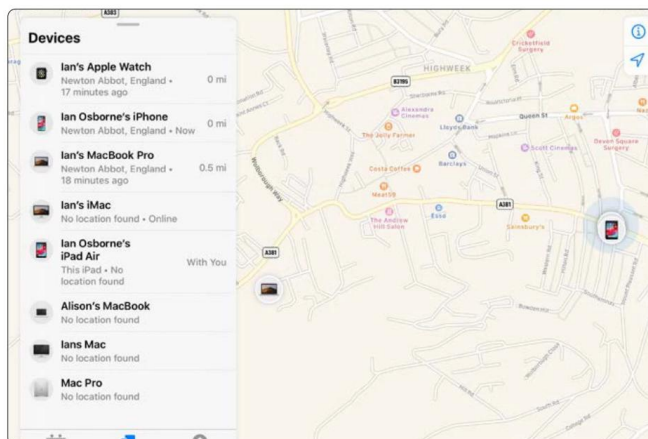 A383
Devices
Ian's Apple Watch
Newton Abbot, England •
17 minutes ago
0 mi
Ian Osborne's iPhone
Newton Abbot, England • Now
0 mi
Ian's MacBook Pro
Newton Abbot, England •
18 minutes ago
0.5 mi
Ian's iMac
No location found • Online
Ian Osborne's
iPad Air
This iPad • No
location found
With You
Alison's MacBook
No location found
Ians Mac
No location found
Mac Pro
No location found
Cricketfield
Surgery
HIGHWEEK
B3195
Alexandra
Cinemas
The Jolly Farmer
Lloyds Bank
Queen St
Argos
Devon Square
Surgery
Scott Cinemas
Costa Coffee
Barclays
Meat59
Union St
The Andrew
Hill Salon
Esso
A381
Sainsbury's
A381